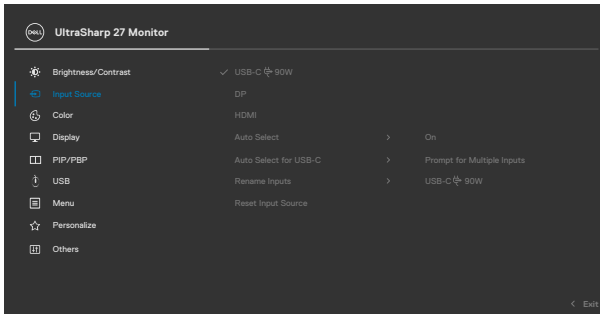 DELL UltraSharp 27 Monitor
Brightness/Contrast USB-C 90W
Input Source DP
Color HDMI
Display Auto Select > On
PIP/PBP Auto Select for USB-C > Prompt for Multiple Inputs
USB Rename Inputs > USB-C 90W
Menu Reset Input Source
Personalize
Others
< Exit